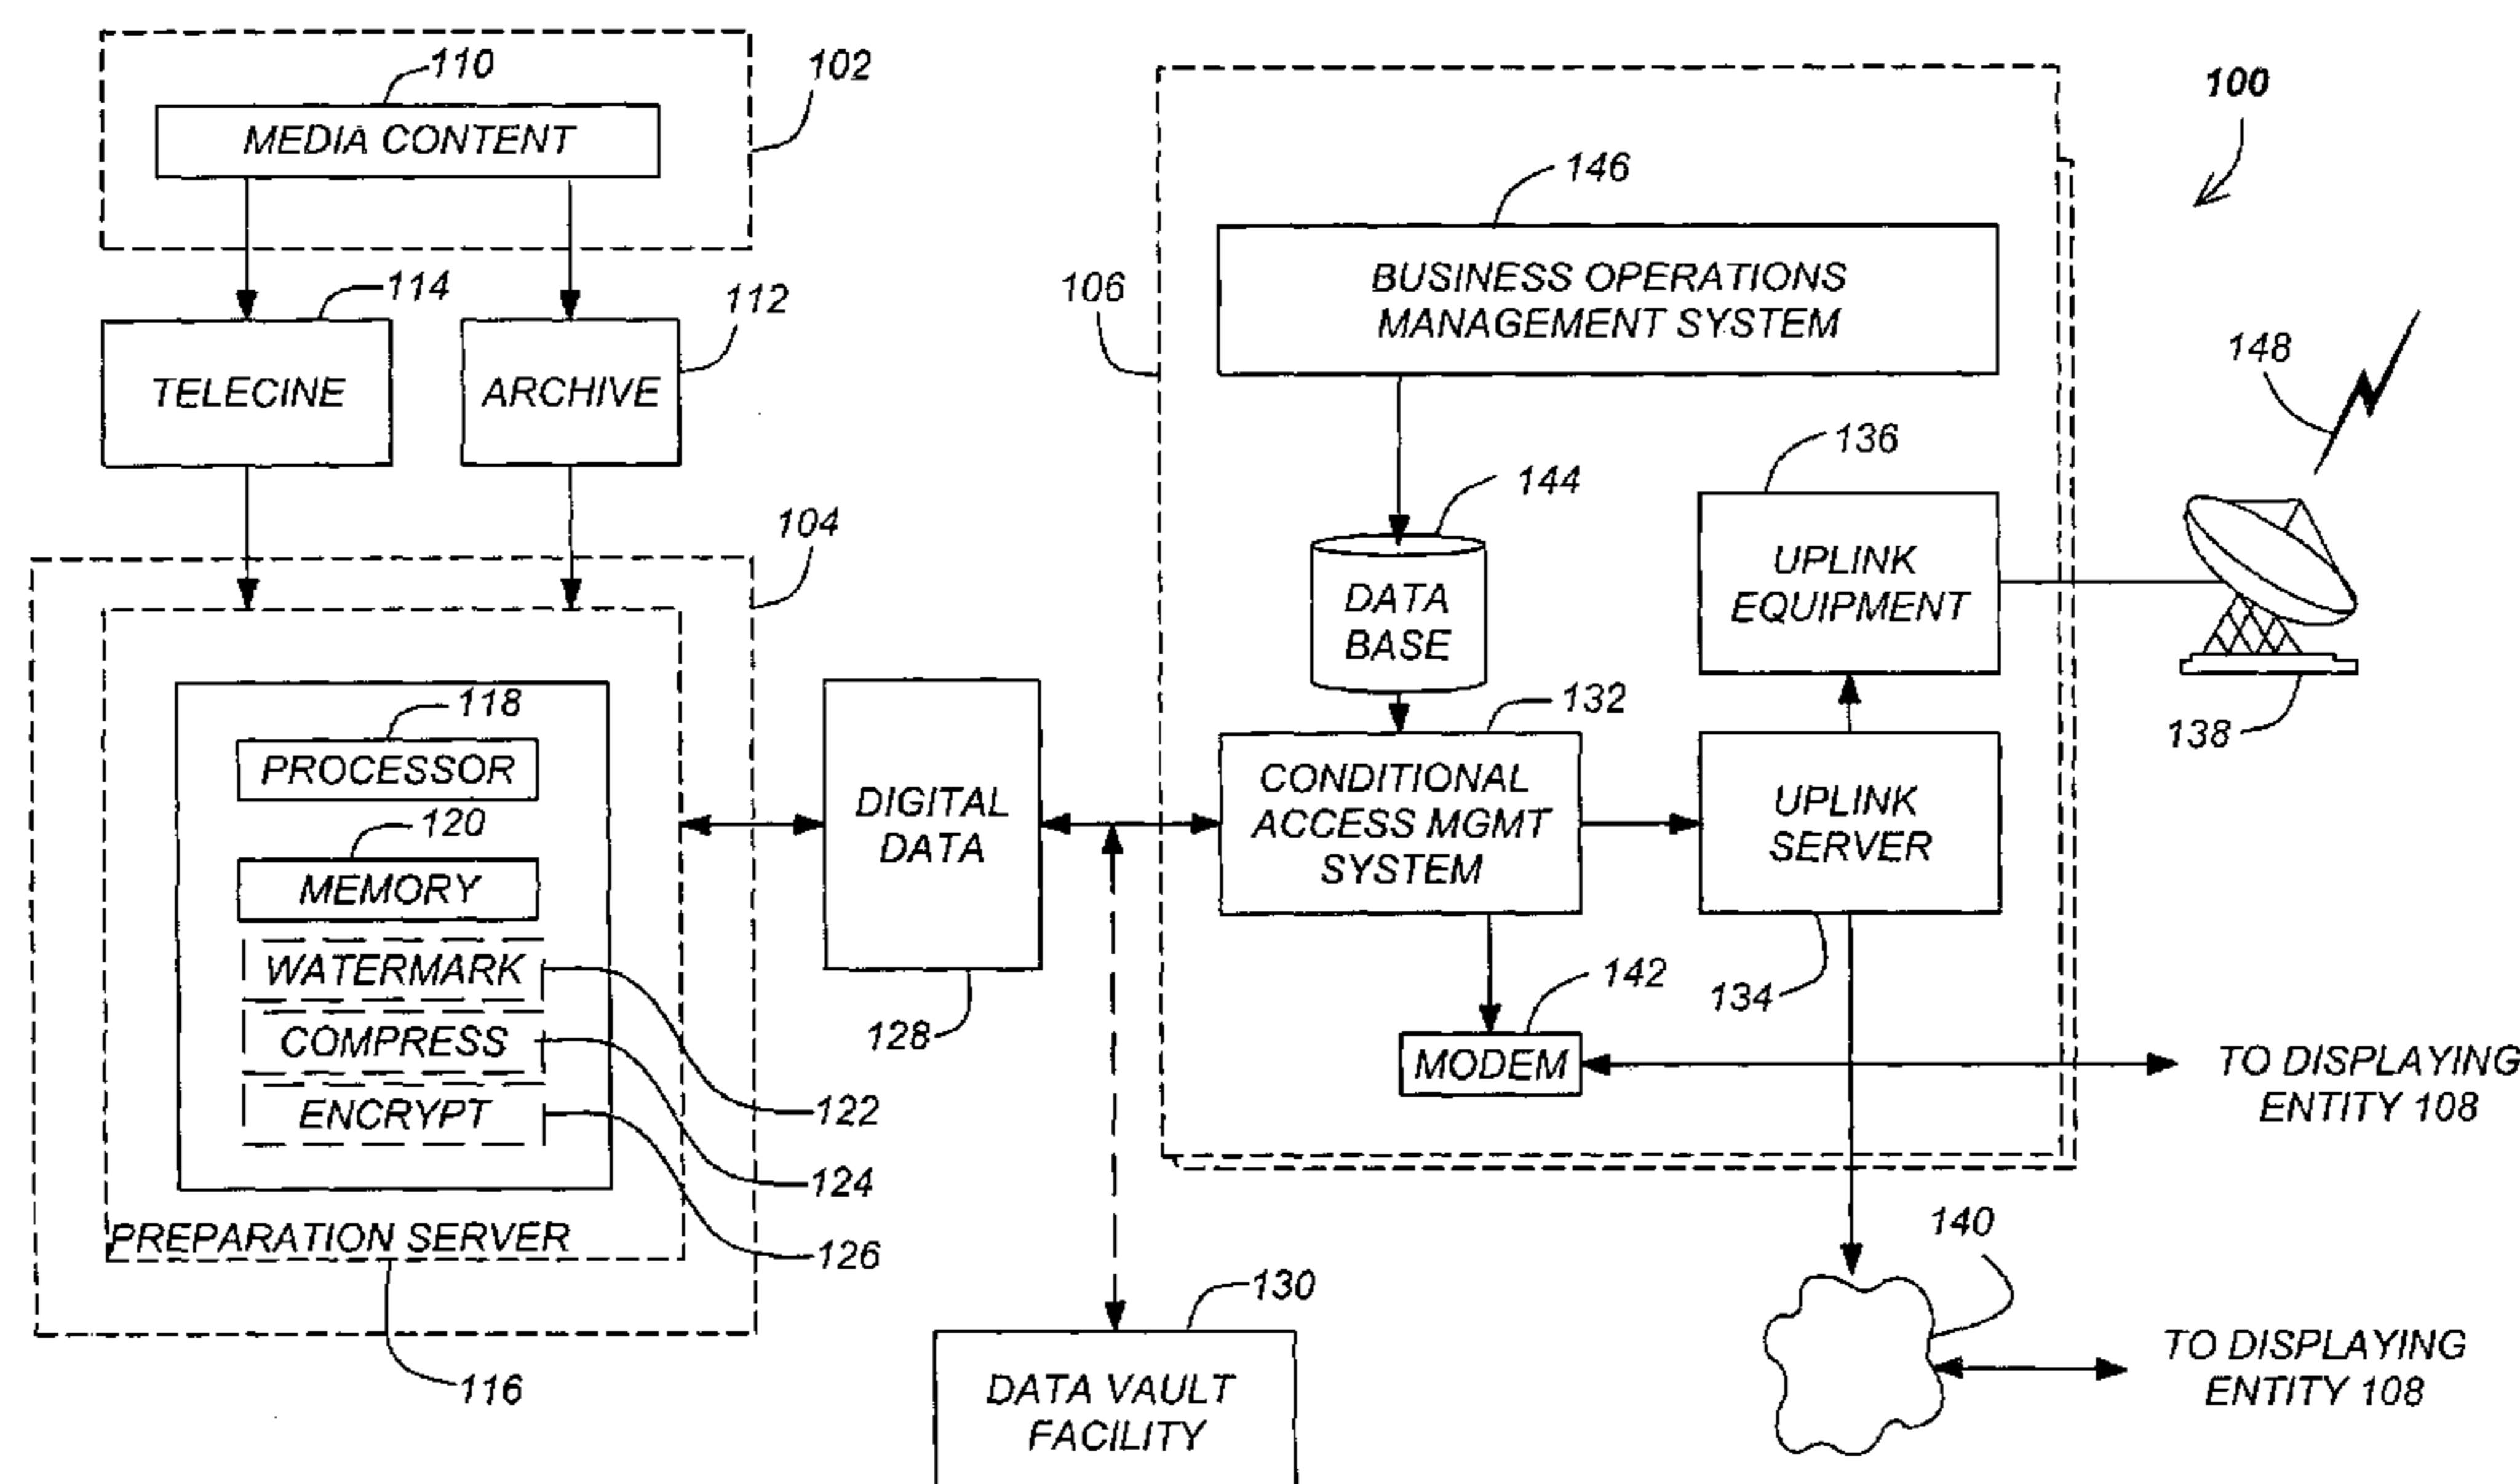 110
102
MEDIA CONTENT
114
112
TELECINE
ARCHIVE
104
118
PROCESSOR
120
MEMORY
WATERMARK
COMPRESS
ENCRYPT
122
124
126
PREPARATION SERVER
116
DIGITAL
DATA
128
130
DATA VAULT
FACILITY
106
146
BUSINESS OPERATIONS
MANAGEMENT SYSTEM
144
DATA
BASE
136
UPLINK
EQUIPMENT
132
CONDITIONAL
ACCESS MGMT
SYSTEM
UPLINK
SERVER
134
142
MODEM
100
148
138
TO DISPLAYING
ENTITY 108
140
TO DISPLAYING
ENTITY 108